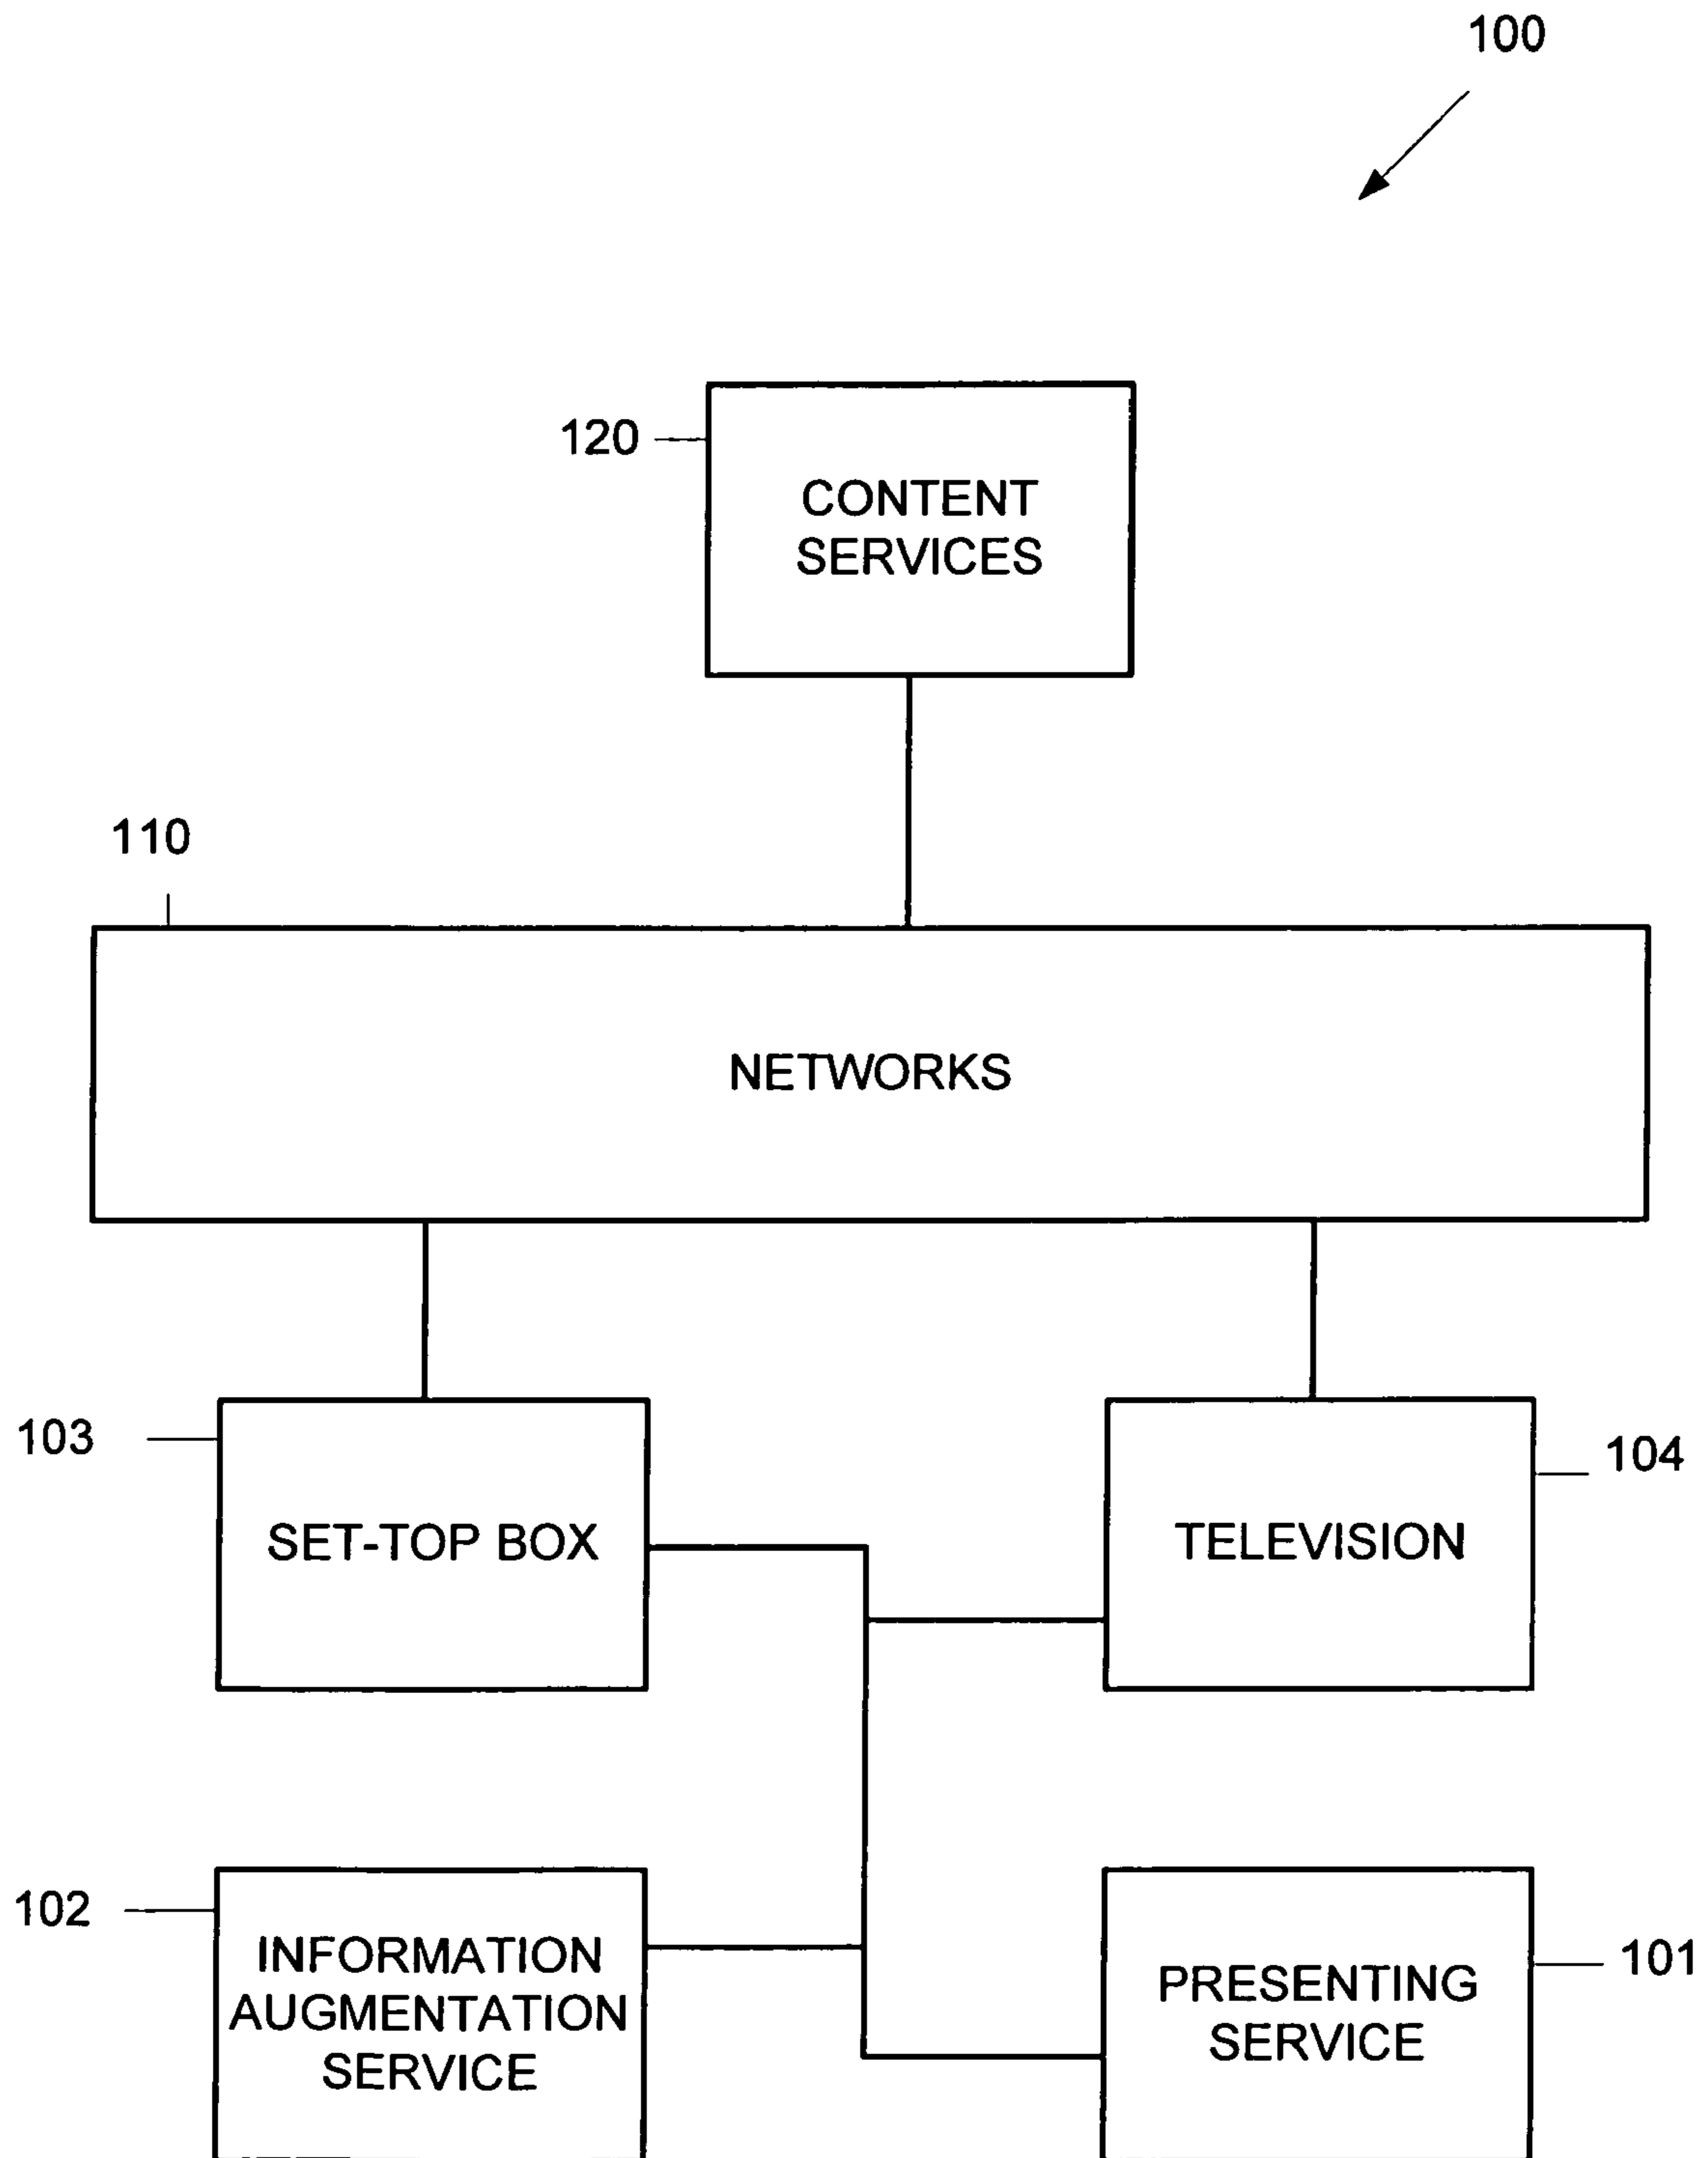 100
120
CONTENT
SERVICES
110
NETWORKS
103
SET-TOP BOX
104
TELEVISION
102
INFORMATION
AUGMENTATION
SERVICE
101
PRESENTING
SERVICE